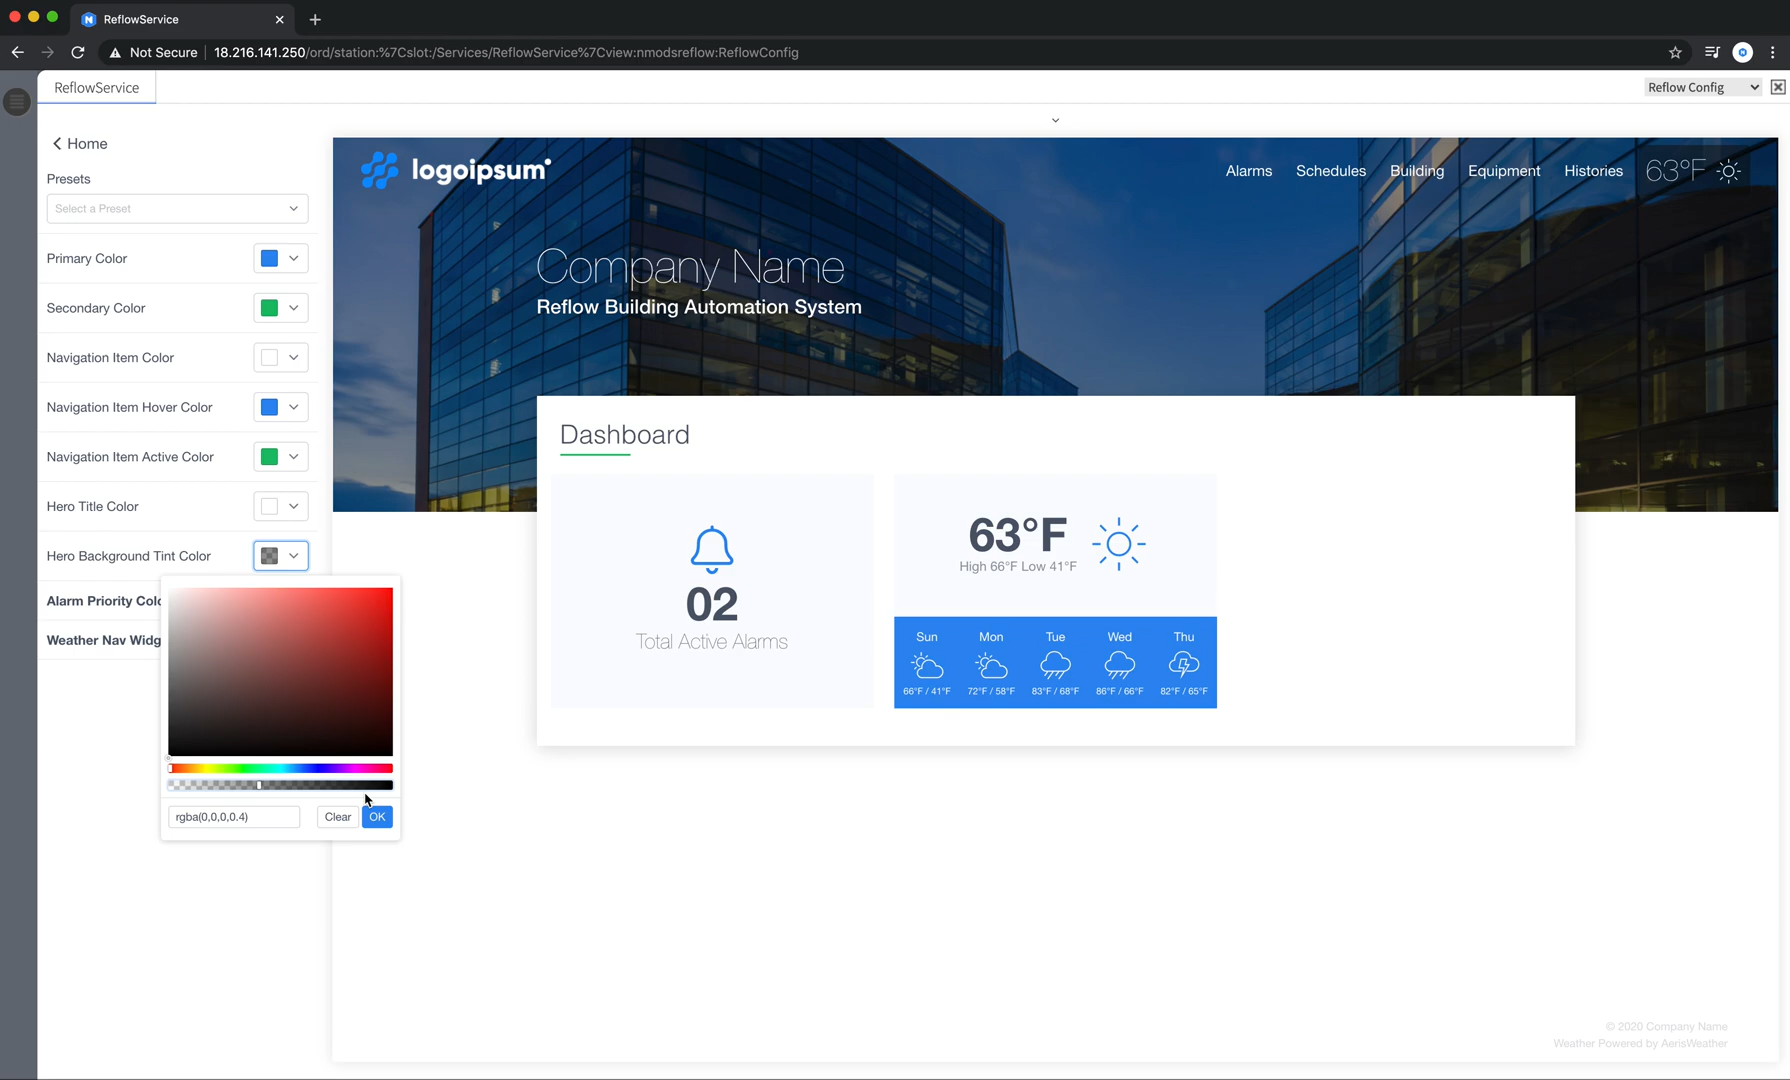 ReflowService
Not Secure
18.216.141.250/ord/station:%7Cslot:/Services/ReflowService%7Cview:nmodsreflow:ReflowConfig
ReflowService
Reflow Config
Home
Presets
Select a Preset
Primary Color
Secondary Color
Navigation Item Color
Navigation Item Hover Color
Navigation Item Active Color
Hero Title Color
Hero Background Tint Color
Alarm Priority Colo
Weather Nav Widg
rgba(0,0,0,0.4)
Clear
OK
logoipsum
Alarms
Schedules
Building
Equipment
Histories
63°F
Company Name
Reflow Building Automation System
Dashboard
02
Total Active Alarms
63°F
High 66°F Low 41°F
Sun Mon Tue Wed Thu
66°F / 41°F 72°F / 58°F 83°F / 68°F 86°F / 66°F 82°F / 65°F
© 2020 Company Name
Weather Powered by AerisWeather